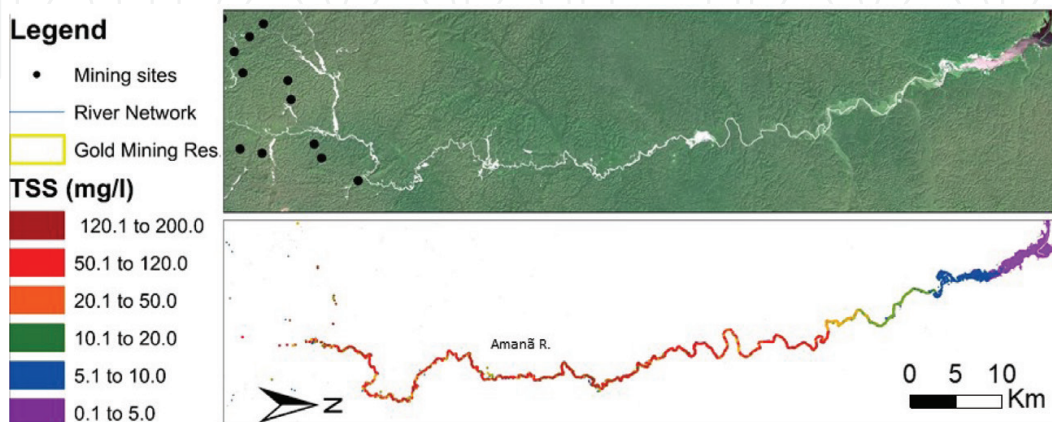 Legend
Mining sites
River Network
Gold Mining Res
TSS (mg/l)
120.1 to 200.0
50.1 to 120.0
20.1 to 50.0
10.1 to 20.0
5.1 to 10.0
0.1 to 5.0
Amanã R.
N
0 5 10
Km